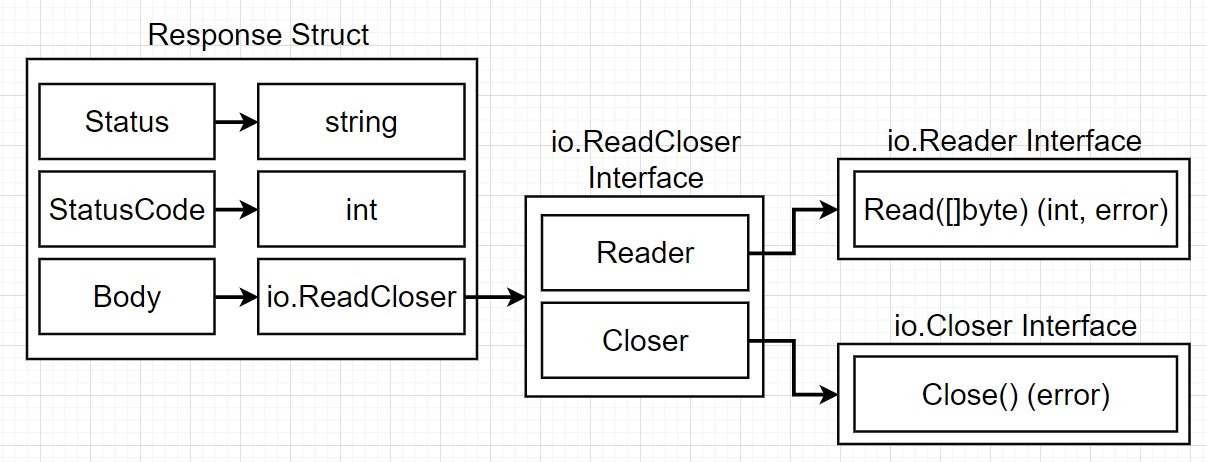 Response Struct
Status
string
StatusCode
int
Body
io.ReadCloser
io.ReadCloser
Interface
Reader
Closer
io.Reader Interface
Read([]byte) (int, error)
io.Closer Interface
Close() (error)